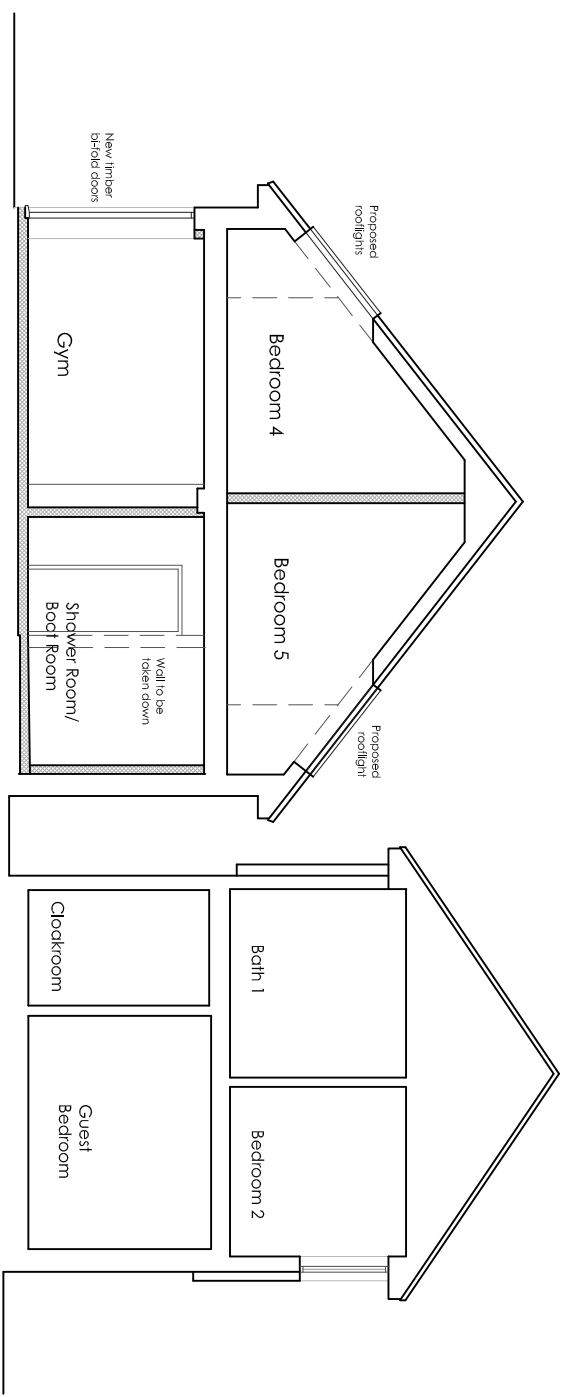 Proposed
rooflights
Proposed
rooflight
New timber
bi-fold doors
Bedroom 4
Bedroom 5
Bath 1
Bedroom 2
Wall to be
taken down
Gym
Shower Room/
Boot Room
Cloakroom
Guest
Bedroom